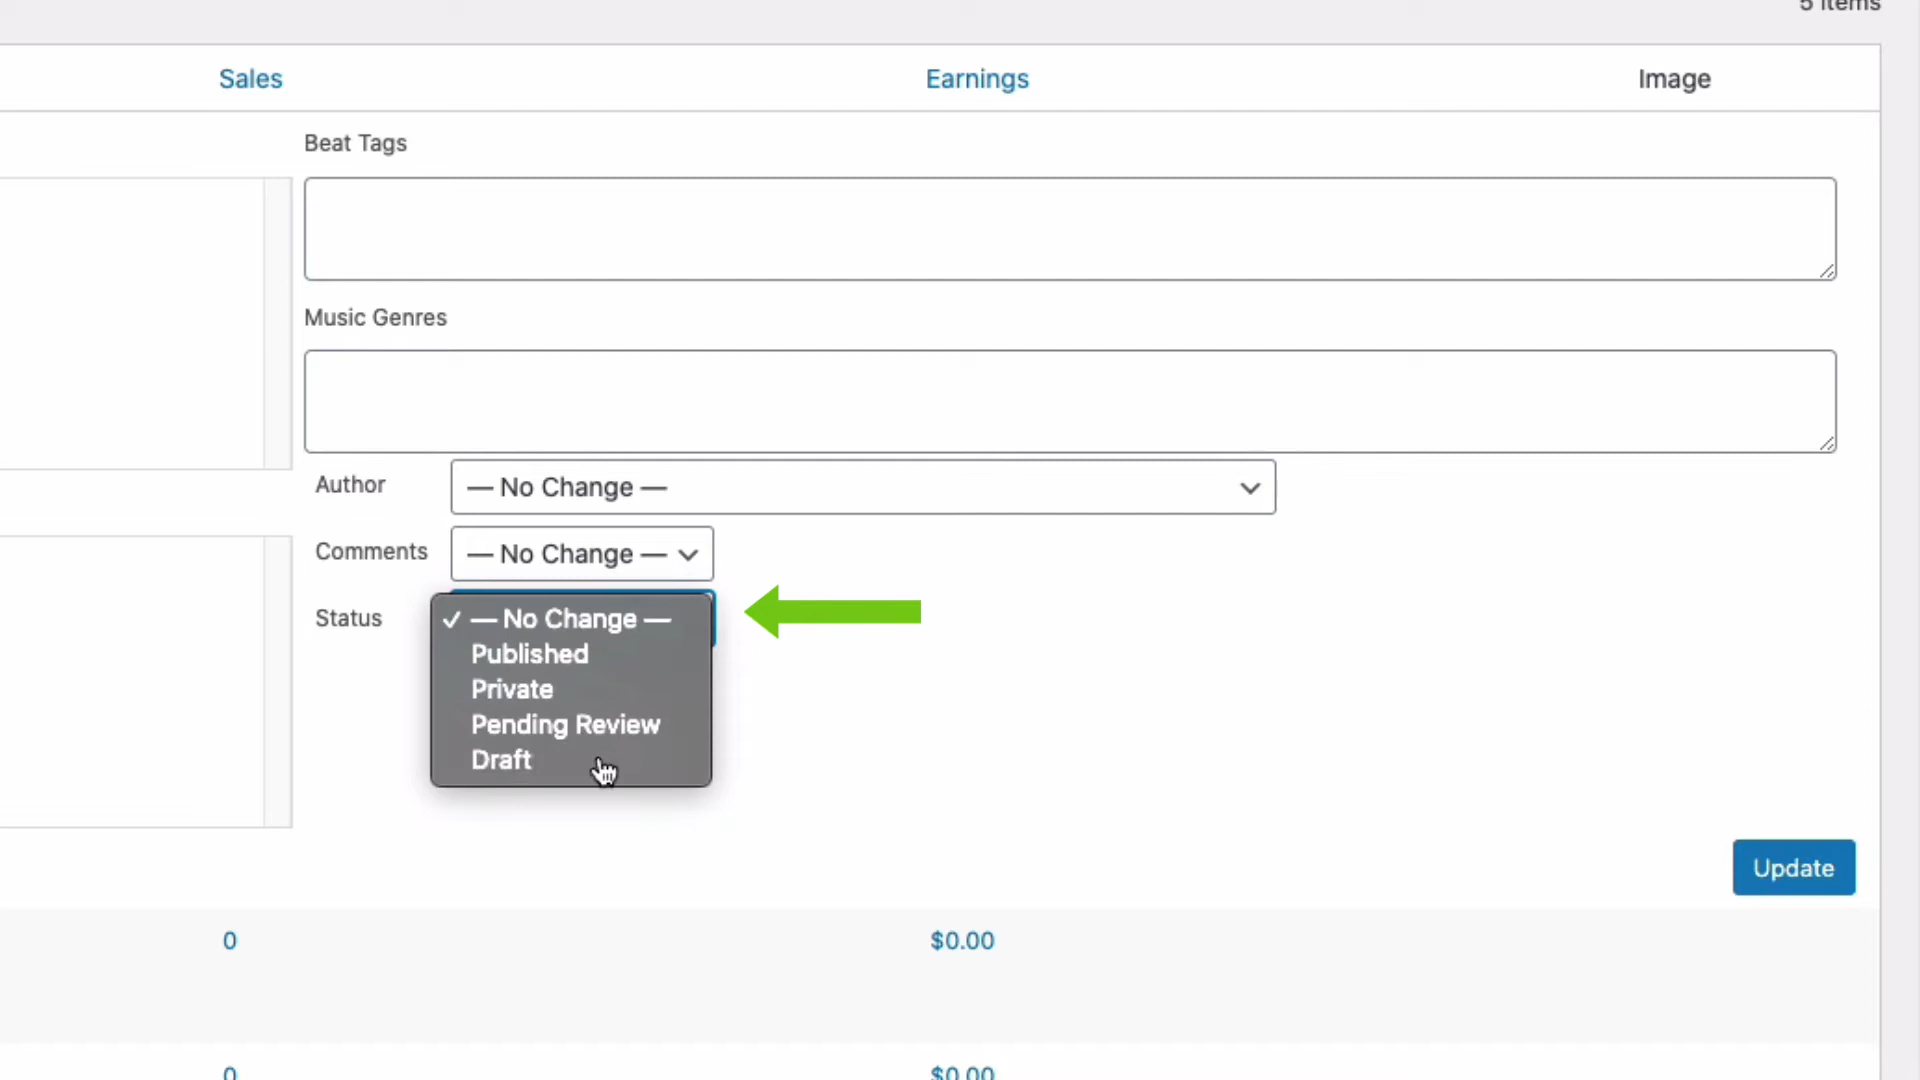 5 items
Sales
Earnings
Image
Beat Tags
Music Genres
Author
— No Change —
Comments
— No Change —
Status
✓ — No Change —
Published
Private
Pending Review
Draft
Update
0
$0.00
0
$0.00